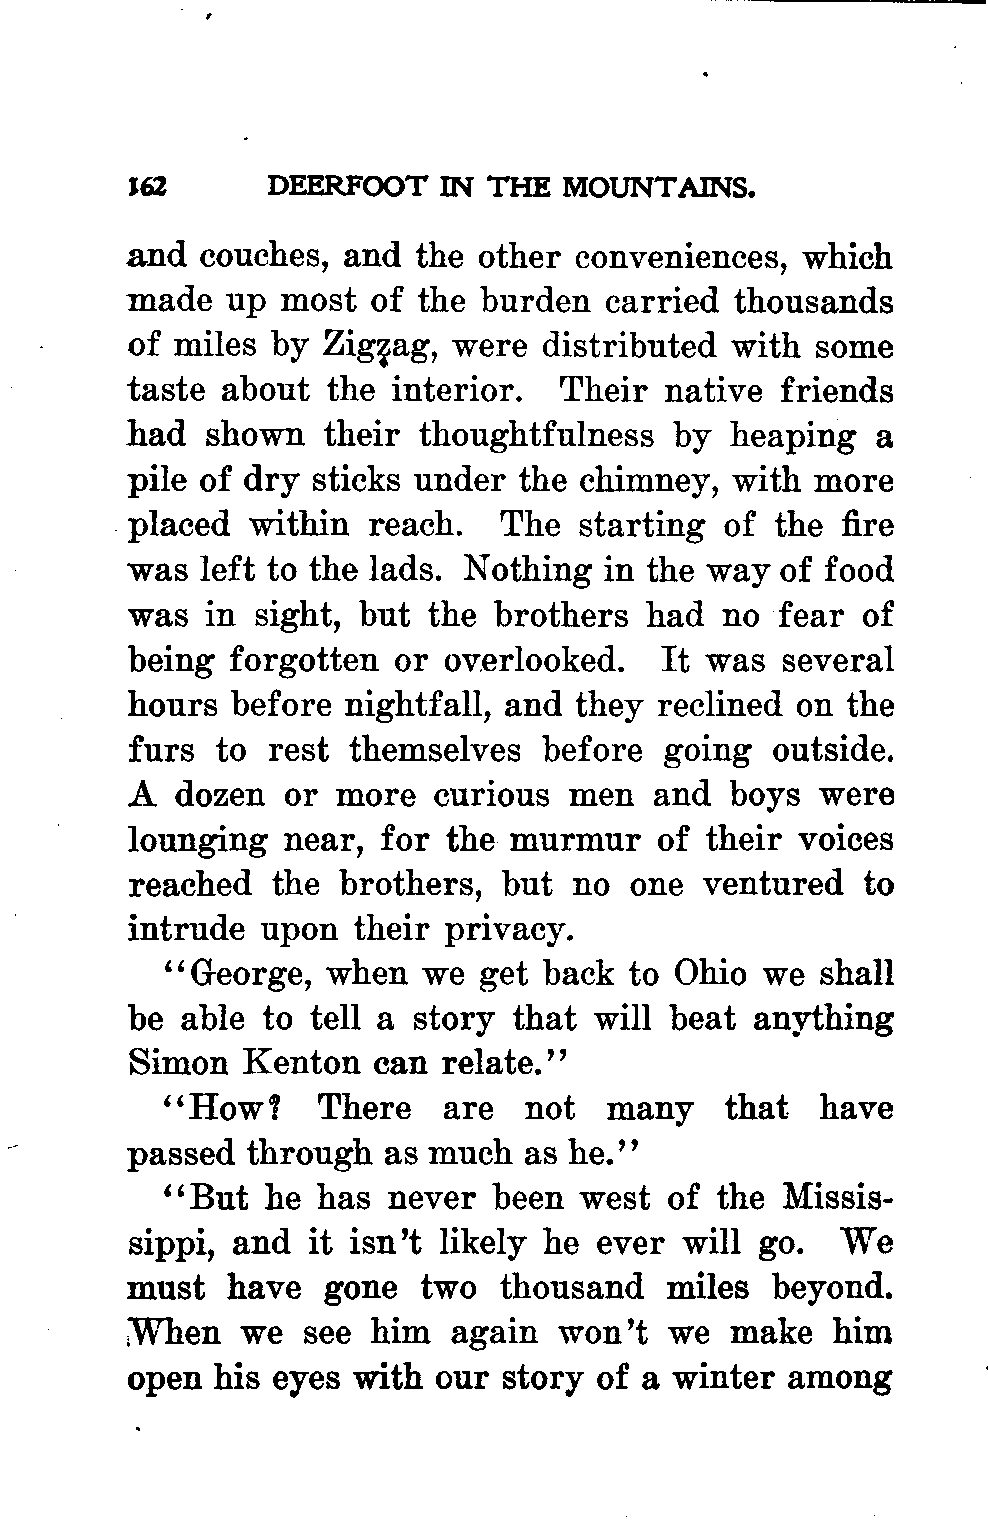 162 DEERFOOT IN THE MOUNTAINS.
and couches, and the other conveniences, which
made up most of the burden carried thousands
of miles by Zigzag, were distributed with some
taste about the interior. Their native friends
had shown their thoughtfulness by heaping a
pile of dry sticks under the chimney, with more
placed within reach. The starting of the fire
was left to the lads. Nothing in the way of food
was in sight, but the brothers had no fear of
being forgotten or overlooked. It was several
hours before nightfall, and they reclined on the
furs to rest themselves before going outside.
A dozen or more curious men and boys were
lounging near, for the murmur of their voices
reached the brothers, but no one ventured to
intrude upon their privacy.
"George, when we get back to Ohio we shall
be able to tell a story that will beat anything
Simon Kenton can relate."
"How? There are not many that have
passed through as much as he."
"But he has never been west of the Missis-
sippi, and it isn't likely he ever will go. We
must have gone two thousand miles beyond.
When we see him again won't we make him
open his eyes with our story of a winter among